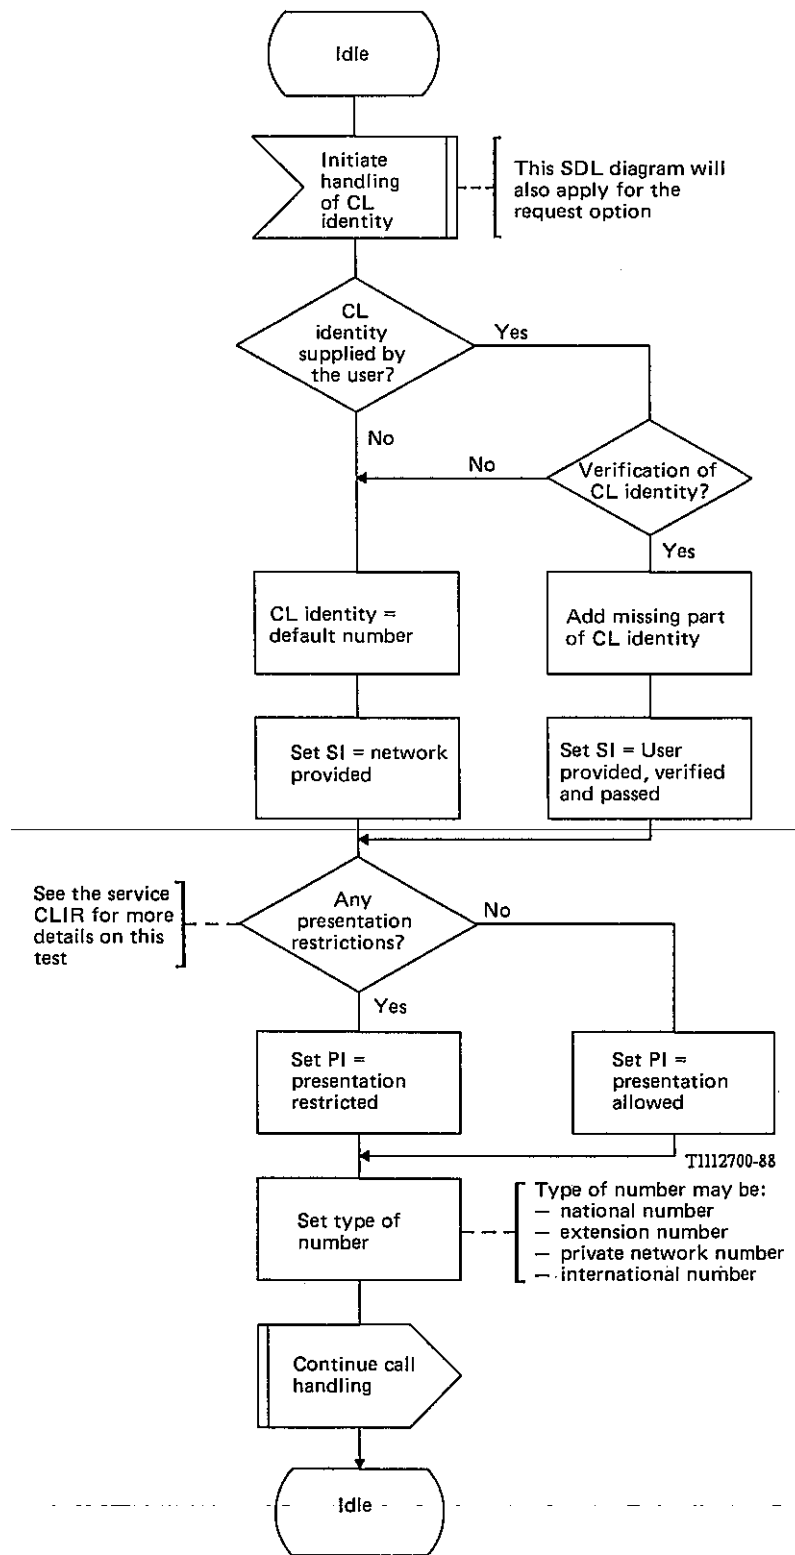 Idle
Initiate
handling
of CL
identity
This SDL diagram will
also apply for the
request option
CL
identity
supplied by
the user?
Yes
No
No
Verification of
CL identity?
Yes
CL identity =
default number
Add missing part
of CL identity
Set SI = network
provided
Set SI = User
provided, verified
and passed
See the service
CLIR for more
details on this
test
Any
presentation
restrictions?
No
Yes
Set PI =
presentation
restricted
Set PI =
presentation
allowed
T1112700-88
Set type of
number
Type of number may be:
– national number
– extension number
– private network number
– international number
Continue call
handling
Idle